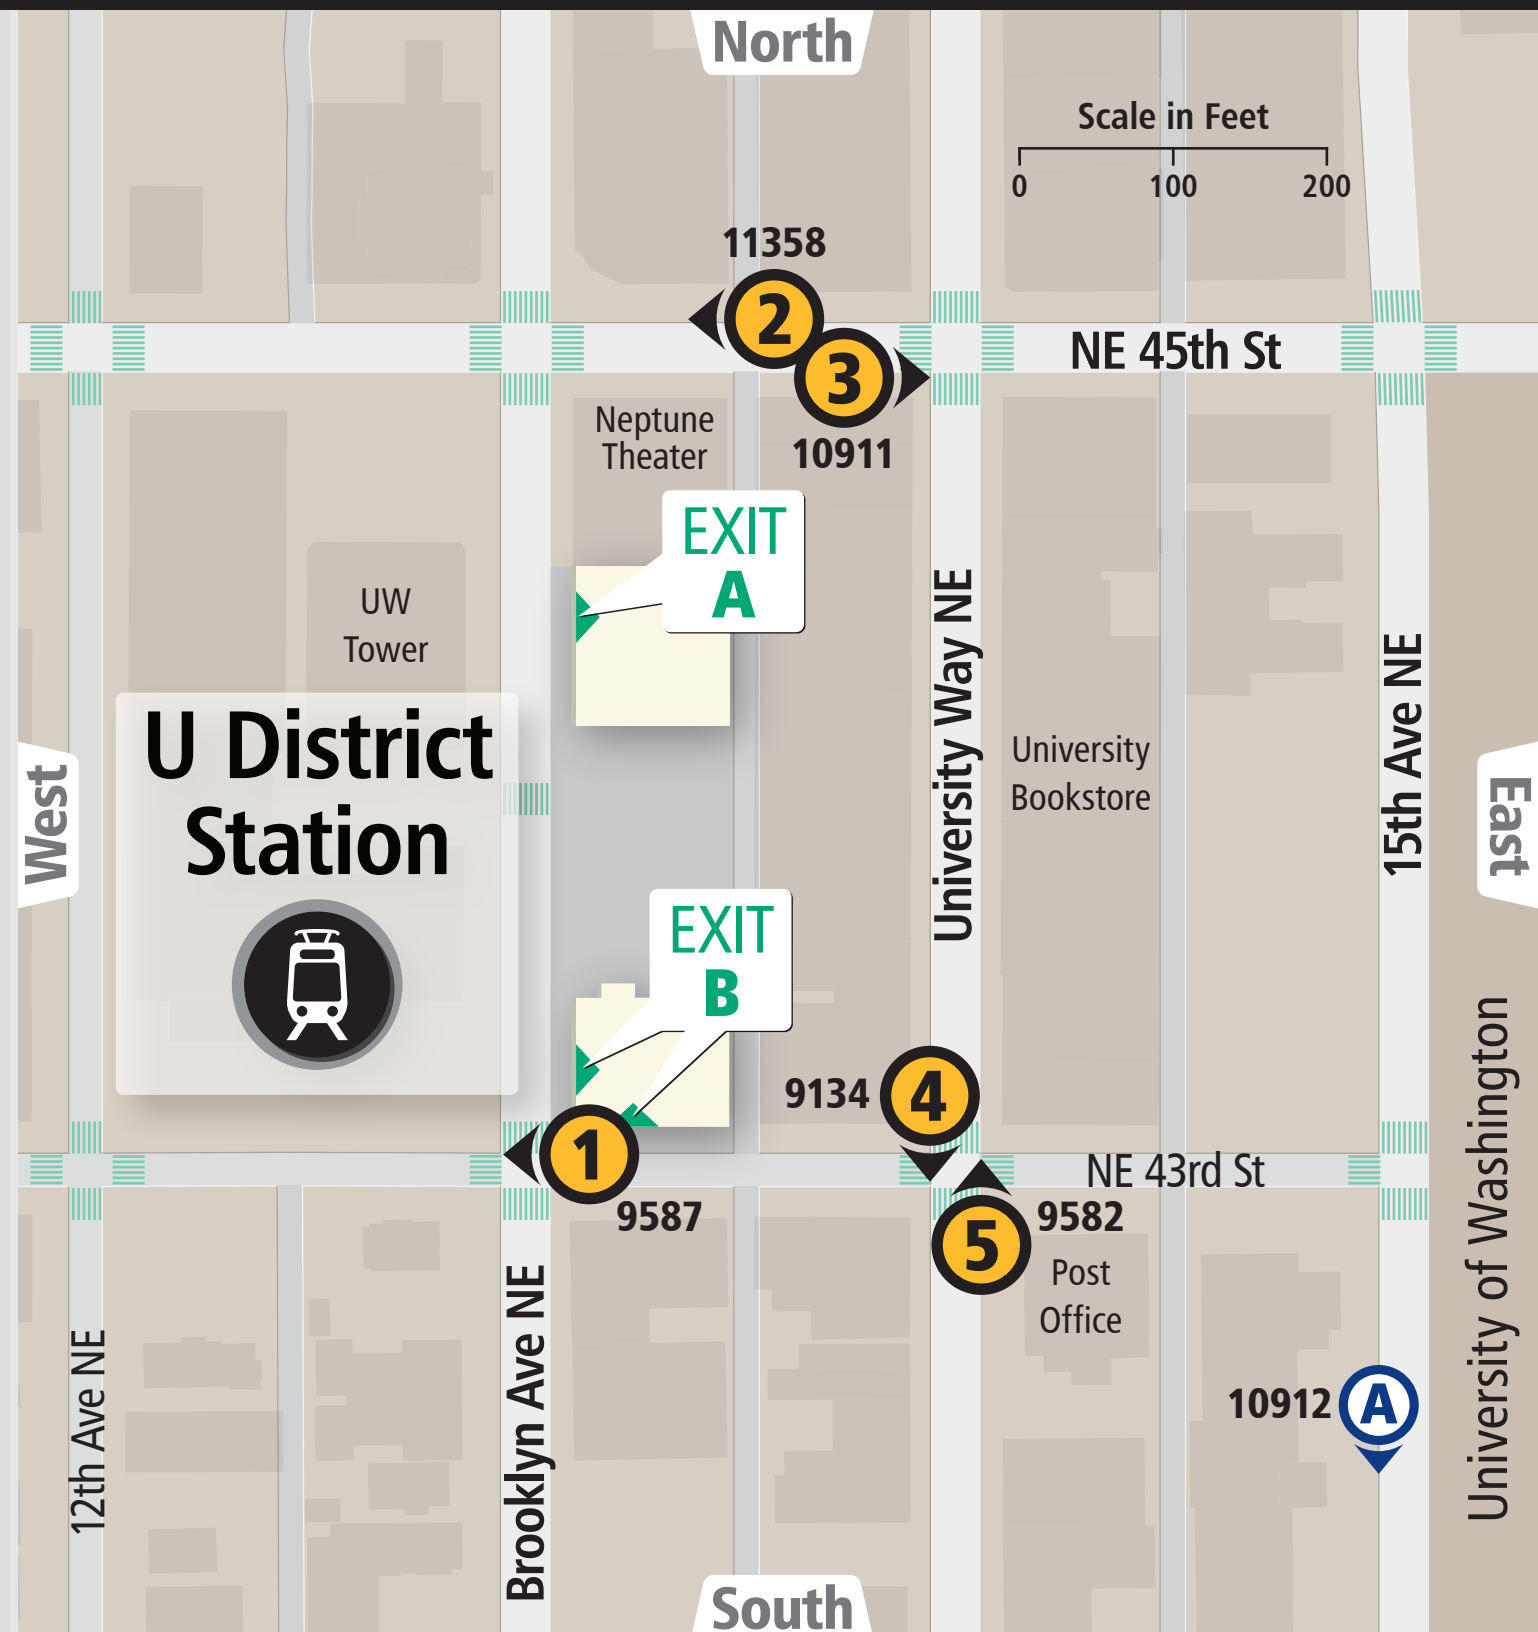 North
Scale in Feet
0 100 200
11358
2
3
NE 45th St
10911
Neptune
Theater
EXIT
A
UW
Tower
University Way NE
15th Ave NE
U District
Station
University
Bookstore
West
East
EXIT
B
9134
4
1
9587
NE 43rd St
5
9582
Post
Office
University of Washington
10912
A
12th Ave NE
Brooklyn Ave NE
South